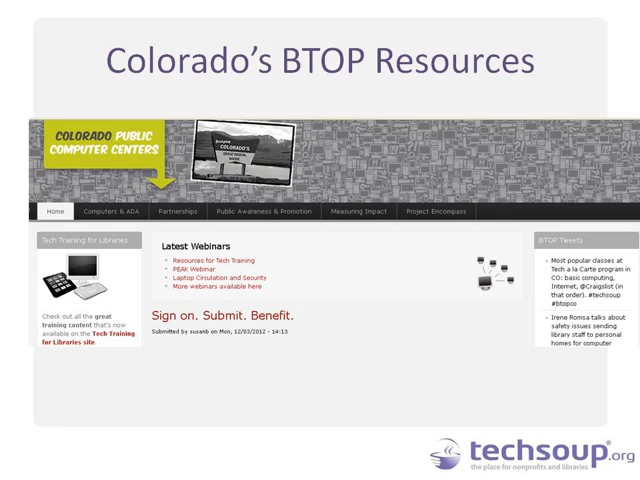 Colorado's BTOP Resources
COLORADO PUBLIC
COMPUTER CENTERS
COLORADO'S
GREAT DIGITAL
Home
Computers & ADA
Partnerships
Public Awareness & Promotion
Measuring Impact
Project Encompass
Tech Training for Libraries
Check out all the great
training content that's now
available on the Tech Training
for Libraries site.
Latest Webinars
Resources for Tech Training
PEAK Webinar
Laptop Circulation and Security
More webinars available here
Sign on. Submit. Benefit.
Submitted by susanb on Mon, 12/03/2012 - 14:13
BTOP Tweets
Most popular classes at
Tech a la Carte program in
CO: basic computing,
Internet, @Craigslist (in
that order). #techsoup
#btopco
Irene Romsa talks about
safety issues sending
library staff to personal
homes for computer
techsoup®.org
the place for nonprofits and libraries